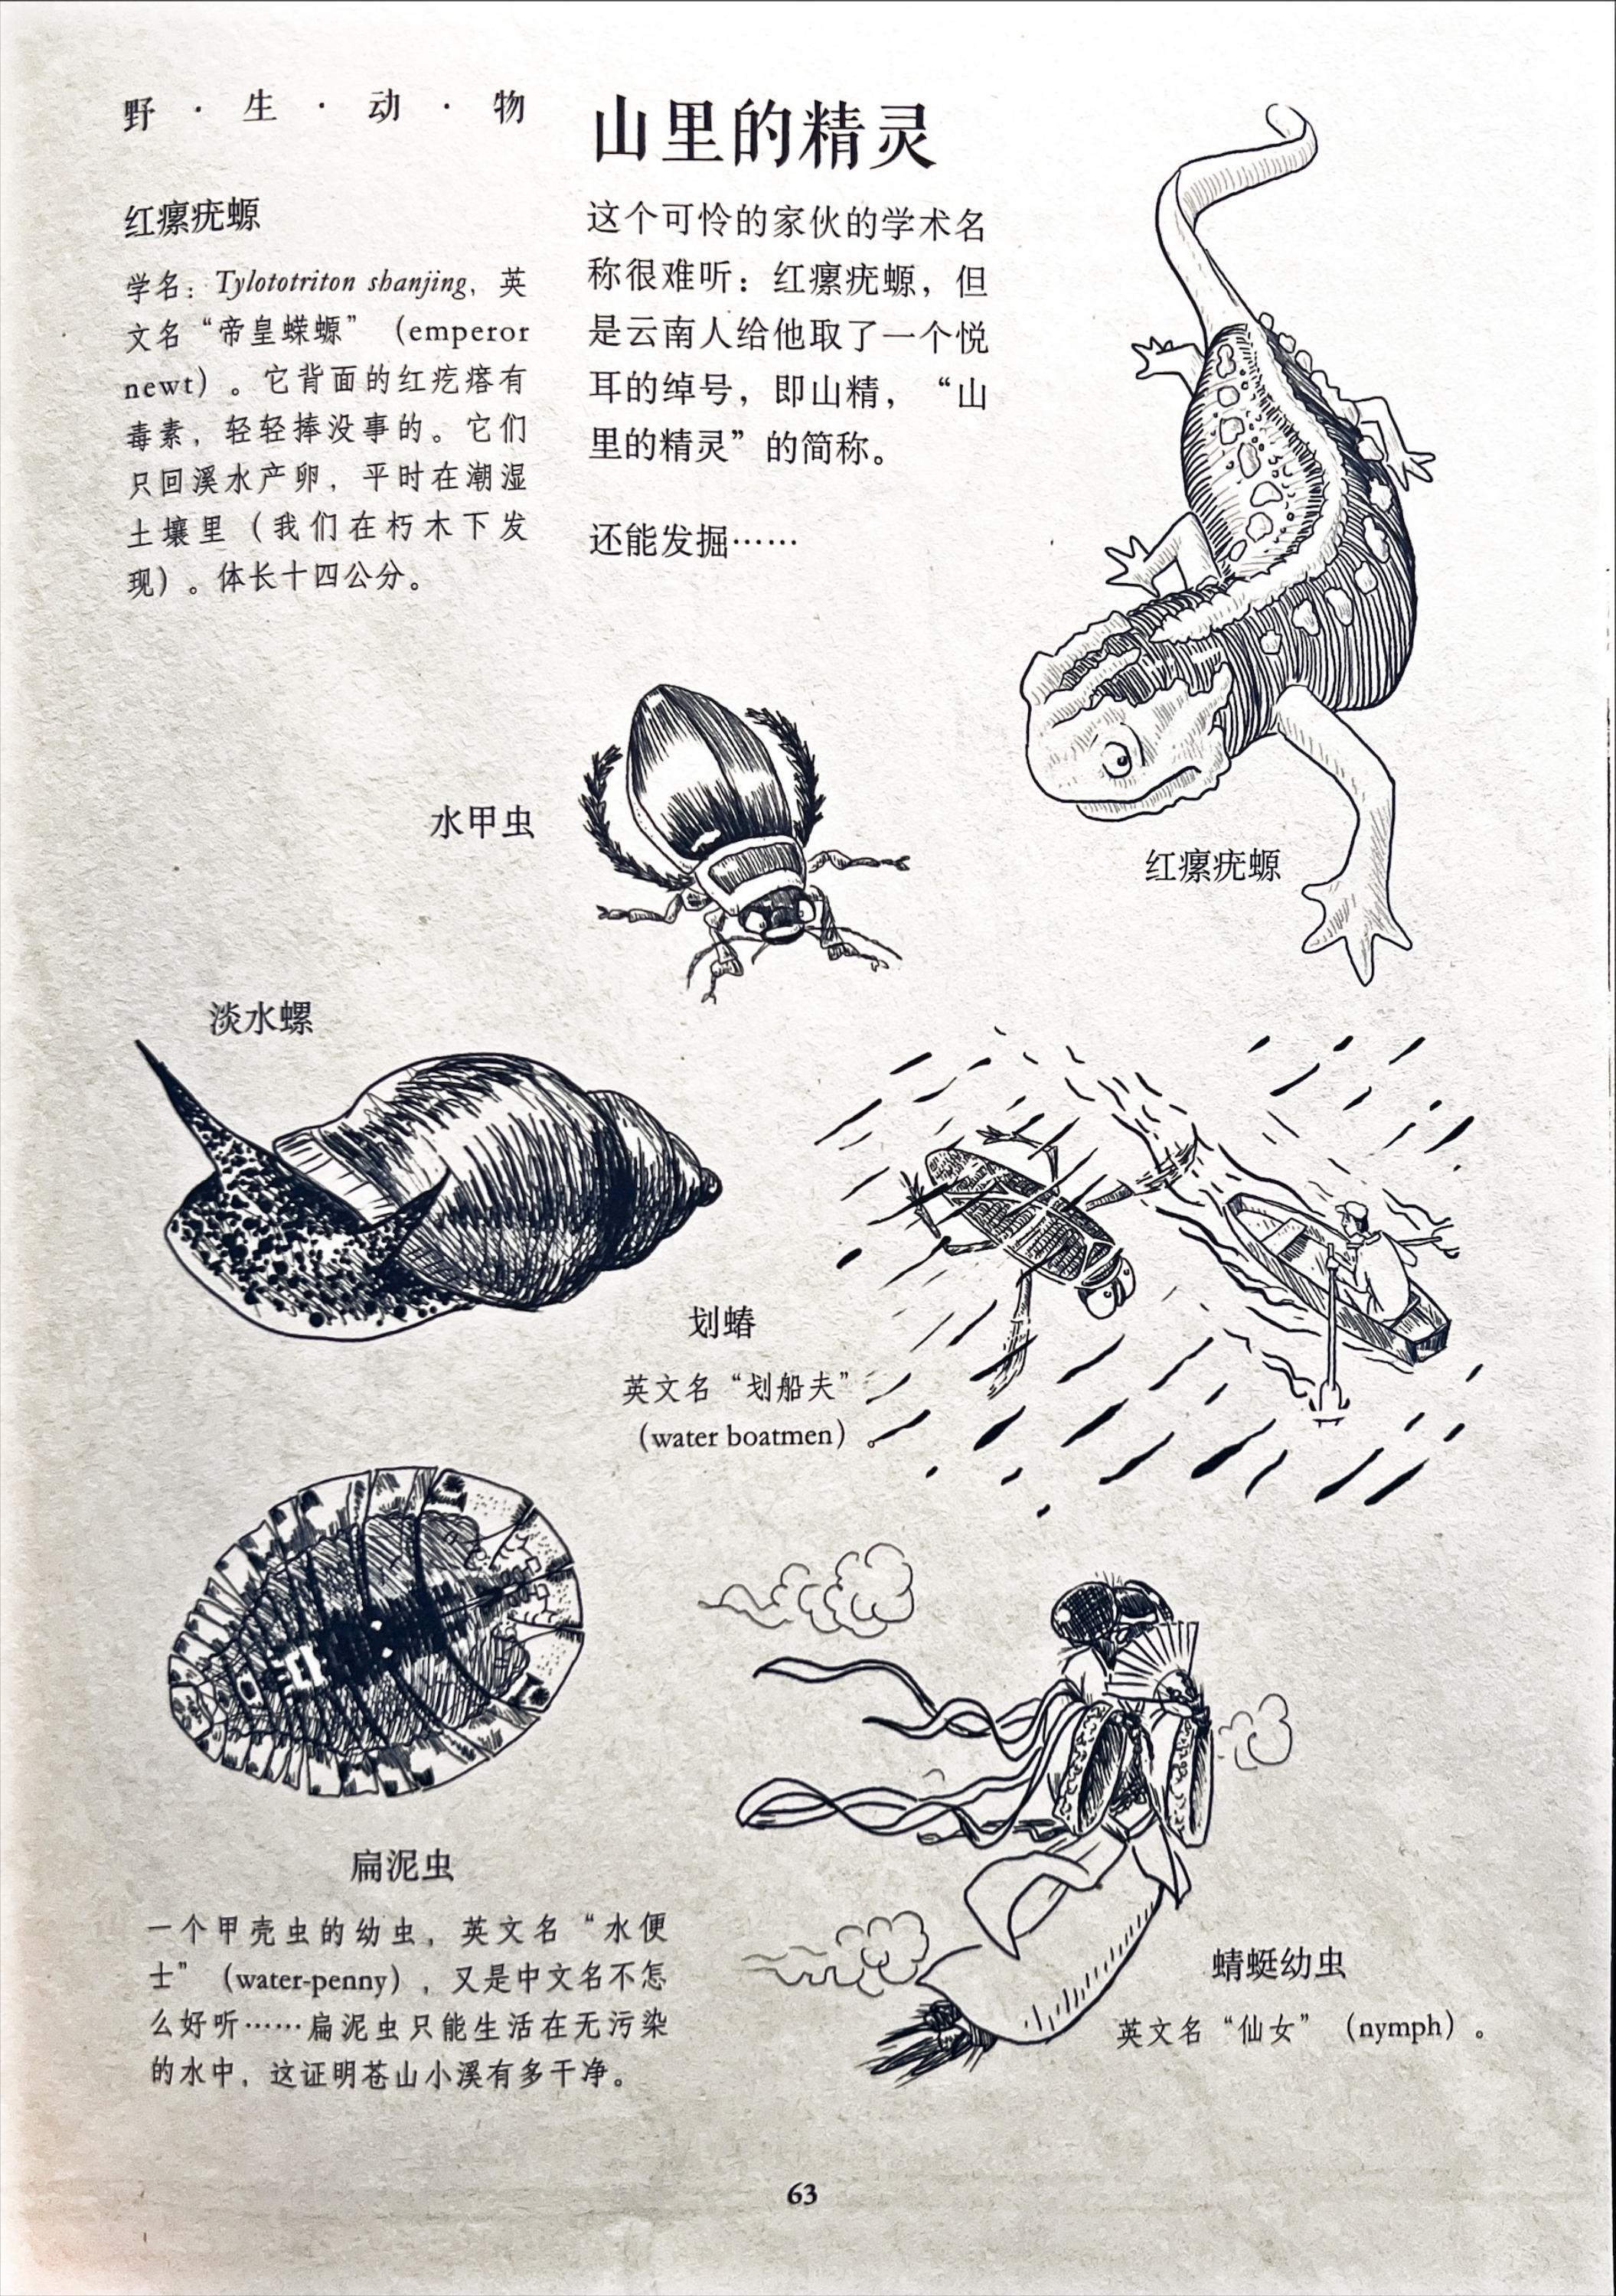 野·生·动·物
山里的精灵
红瘰疣螈
学名：Tylototriton shanjing，英
文名“帝皇蝾螈”（emperor
newt）。它背面的红疙瘩有
毒素，轻轻捧没事的。它们
只回溪水产卵，平时在潮湿
土壤里（我们在朽木下发
现）。体长十四公分。
这个可怜的家伙的学术名
称很难听：红瘰疣螈，但
是云南人给他取了一个悦
耳的绰号，即山精，“山
里的精灵”的简称。
还能发掘……
水甲虫
红瘰疣螈
淡水螺
划蝽
英文名“划船夫”
（water boatmen）。
扁泥虫
一个甲壳虫的幼虫，英文名“水便
士”（water-penny），又是中文名不怎
么好听……扁泥虫只能生活在无污染
的水中，这证明苍山小溪有多干净。
蜻蜓幼虫
英文名“仙女”（nymph）。
63